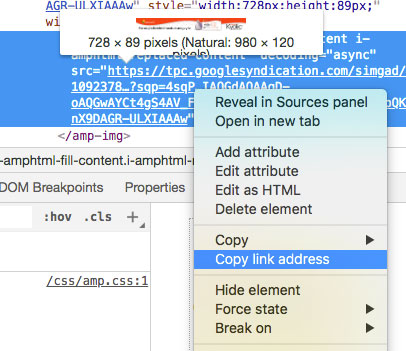 AGR-ULXIAAAw" style="width:728px;height:89px;"
wi
728 × 89 pixels (Natural: 980 × 120
pixels)
ontent i-
amphtml-replaced-content" decoding="async"
src="https://tpc.googlesyndication.com/simgad/
1092378...?sqp=4sqP
oAQGwAYCt4gS4AV_F
nX9DAGR-ULXIAAAw"
</amp-img>
Reveal in Sources panel
Open in new tab
-amphtml-fill-content.i-amphtml-r
Add attribute
Edit attribute
DOM Breakpoints
Properties
Edit as HTML
Delete element
:hov .cls +
Copy
Copy link address
/css/amp.css:1
Hide element
Force state
Break on